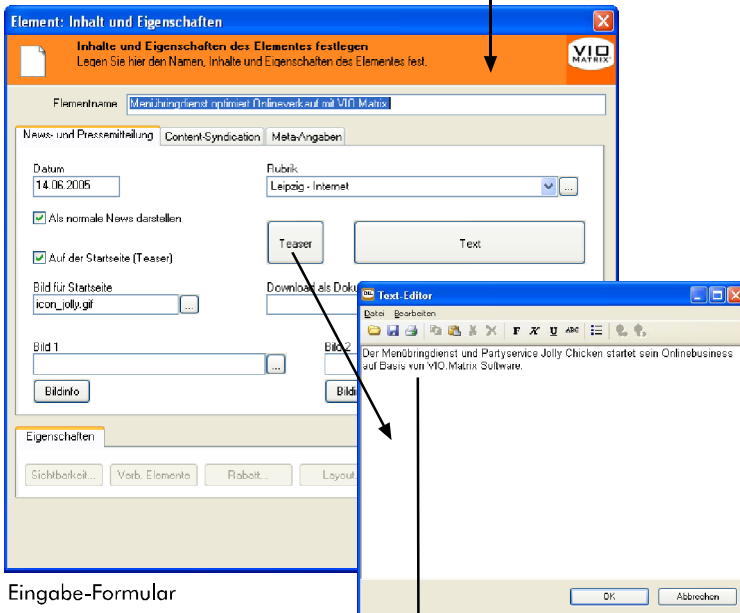 Element: Inhalt und Eigenschaften
Inhalte und Eigenschaften des Elementes festlegen
Legen Sie hier den Namen, Inhalte und Eigenschaften des Elementes fest.
VIO
MATRIX
Elementname
Menübringdienst optimiert Onlineverkauf mit VIO.Matrix
News- und Pressemitteilung
Content-Syndication
Meta-Angaben
Datum
Rubrik
14.06.2005
Leipzig - Internet
...
Als normale News darstellen
Auf der Startseite (Teaser)
Teaser
Text
Bild für Startseite
Download als Doku
icon_jolly.gif
...
Bild 1
Bild 2
...
Bildinfo
Bildi
Eigenschaften
Sichtbarkeit...
Verb. Elemente
Rabatt...
Layout.
Text-Editor
Datei Bearbeiten
F K U ABC
Der Menübringdienst und Partyservice Jolly Chicken startet sein Onlinebusiness
auf Basis von VIO.Matrix Software.
OK
Abbrechen
Eingabe-Formular